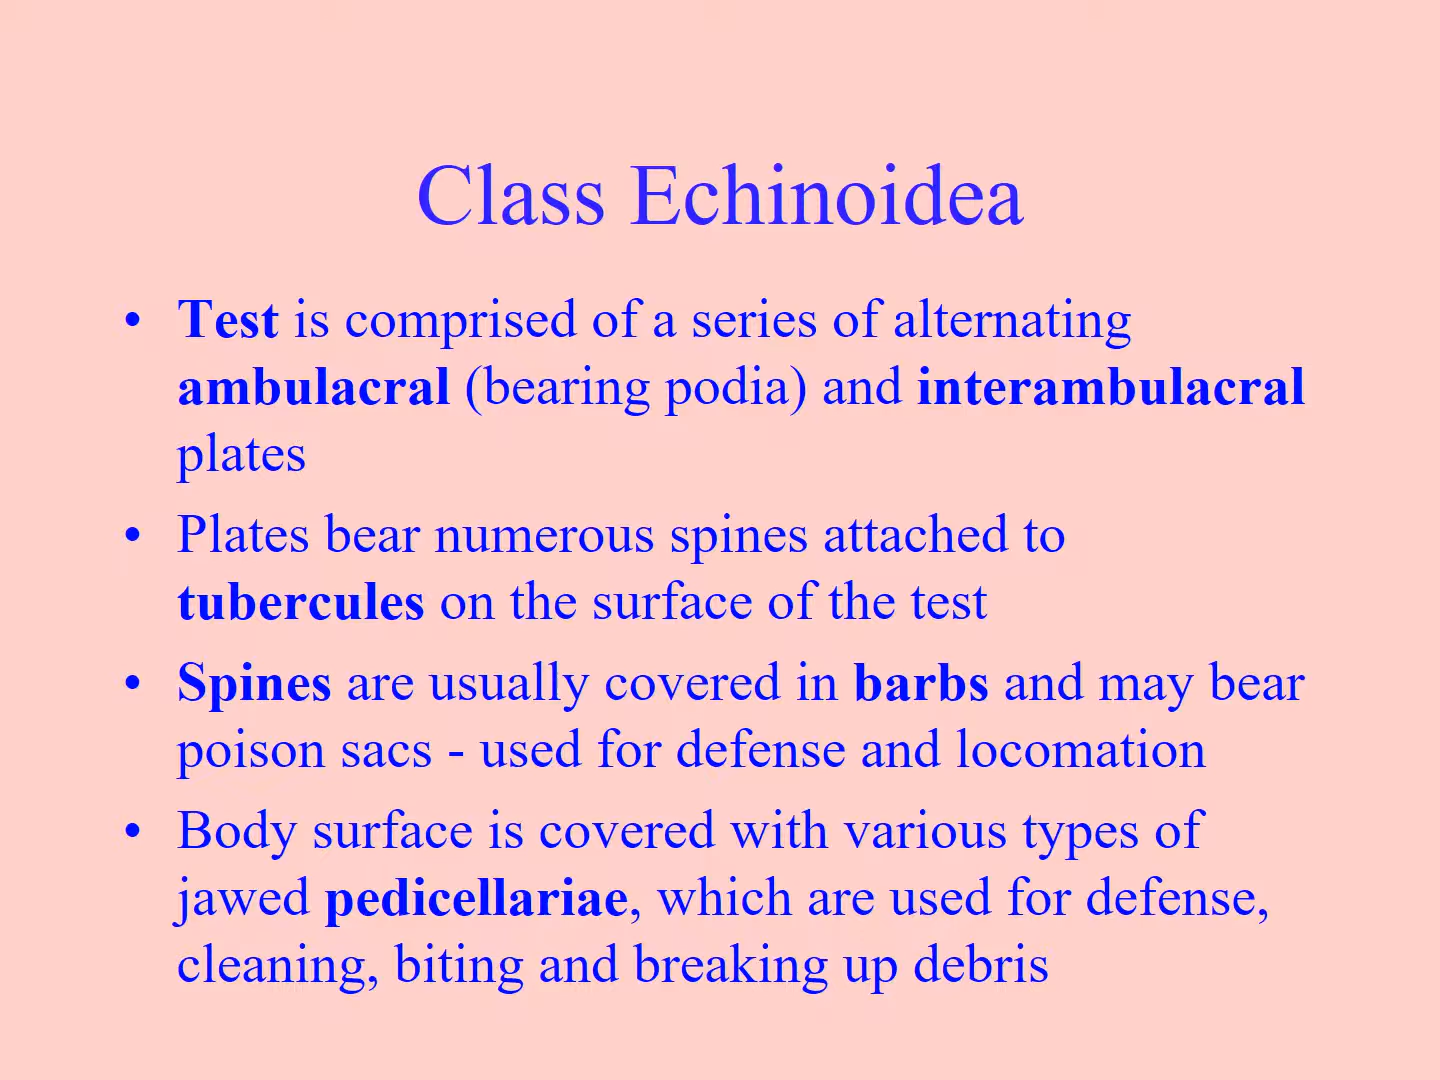 Class Echinoidea
• Test is comprised of a series of alternating
ambulacral (bearing podia) and interambulacral
plates
• Plates bear numerous spines attached to
tubercules on the surface of the test
• Spines are usually covered in barbs and may bear
poison sacs - used for defense and locomation
• Body surface is covered with various types of
jawed pedicellariae, which are used for defense,
cleaning, biting and breaking up debris